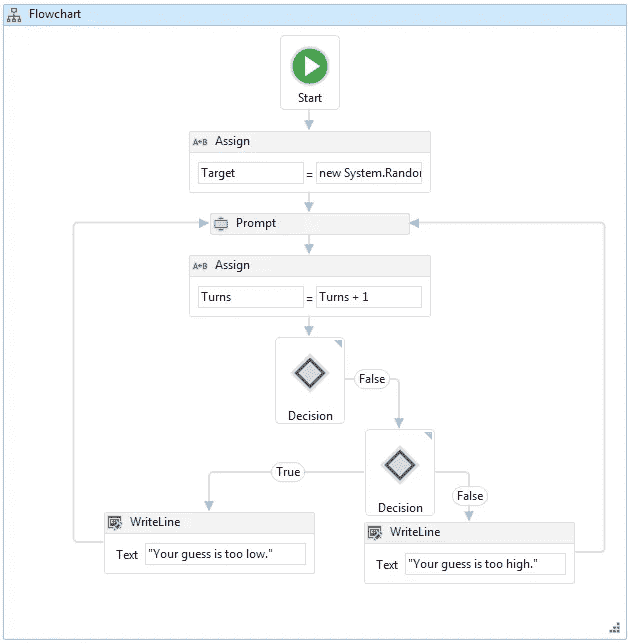 Flowchart
Start
A+B Assign
Target = new System.Rando
Prompt
A+B Assign
Turns = Turns + 1
Decision
False
Decision
True
False
WriteLine
Text "Your guess is too low."
WriteLine
Text "Your guess is too high."